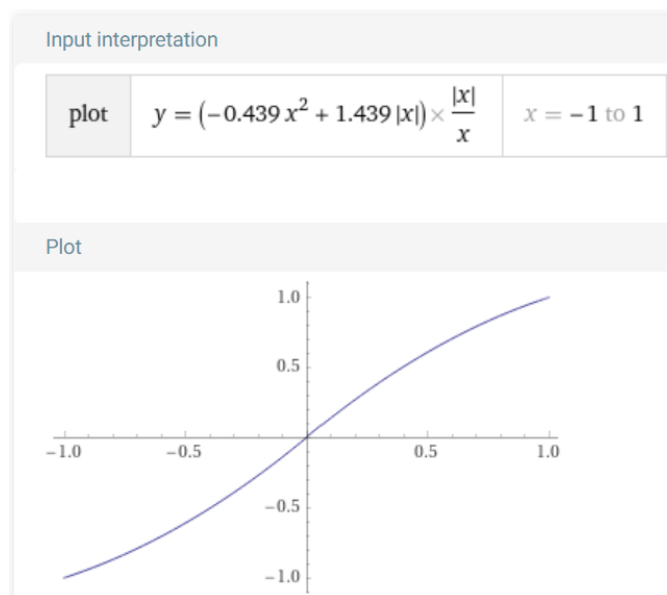 Input interpretation
plot y = (−0.439 x² + 1.439 |x|) × |x|/x x = −1 to 1
Plot
1.0
0.5
−1.0 −0.5 0.5 1.0
−0.5
−1.0